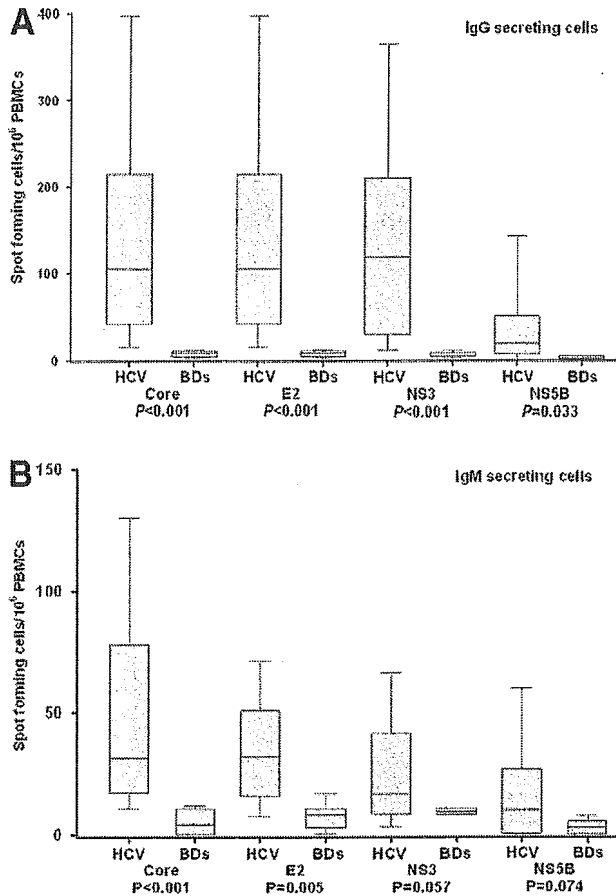 A
IgG secreting cells
Spot forming cells/10⁶ PBMCs
400
300
200
100
0
HCV BDs HCV BDs HCV BDs HCV BDs
Core E2 NS3 NS5B
P<0.001 P<0.001 P<0.001 P=0.033
B
IgM secreting cells
Spot forming cells/10⁶ PBMCs
150
100
50
0
HCV BDs HCV BDs HCV BDs HCV BDs
Core E2 NS3 NS5B
P<0.001 P=0.005 P=0.057 P=0.074